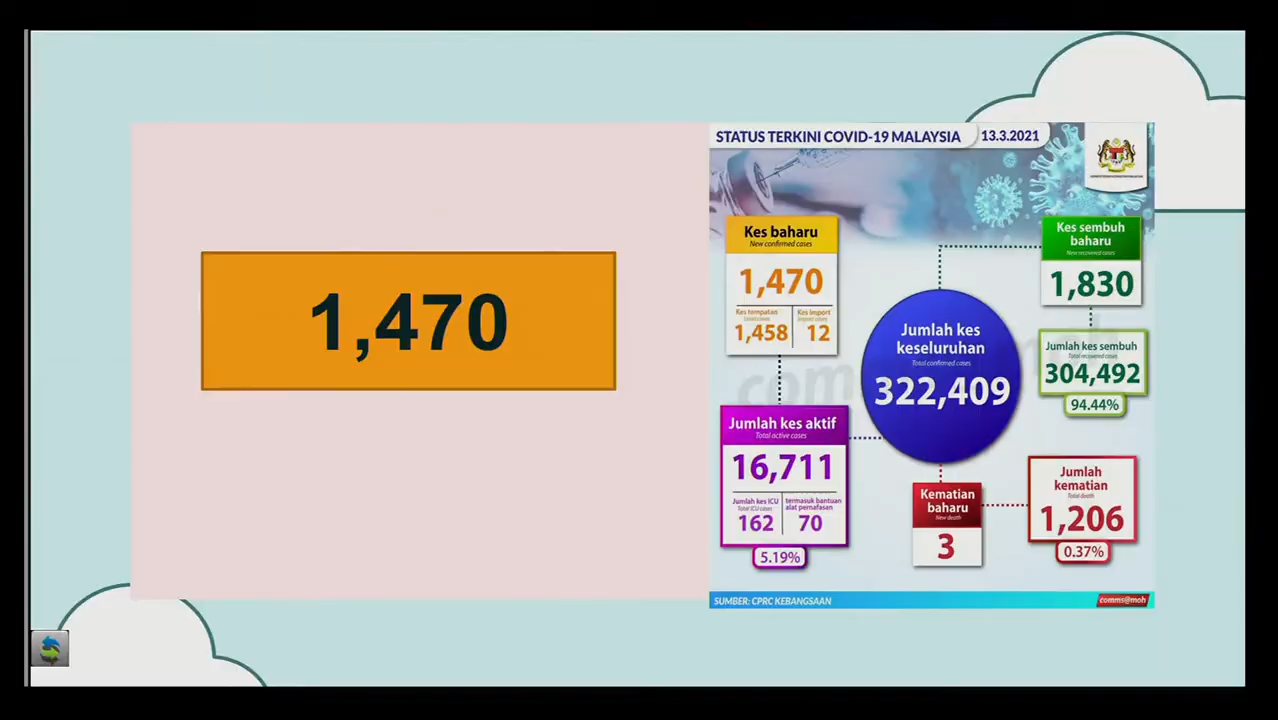 1,470
STATUS TERKINI COVID-19 MALAYSIA
13.3.2021
Kes baharu
New confirmed cases
1,470
Kes tempatan
Kes import
1,458
12
Kes sembuh
baharu
New recovered cases
1,830
Jumlah kes
keseluruhan
Total confirmed cases
322,409
Jumlah kes sembuh
Total recovered cases
304,492
94.44%
Jumlah kes aktif
Total active cases
16,711
Jumlah kes ICU
Total ICU cases
162
termasuk bantuan
alat pernafasan
70
5.19%
Kematian
baharu
New death
3
Jumlah
kematian
Total death
1,206
0.37%
SUMBER: CPRC KEBANGSAAN
comms@moh